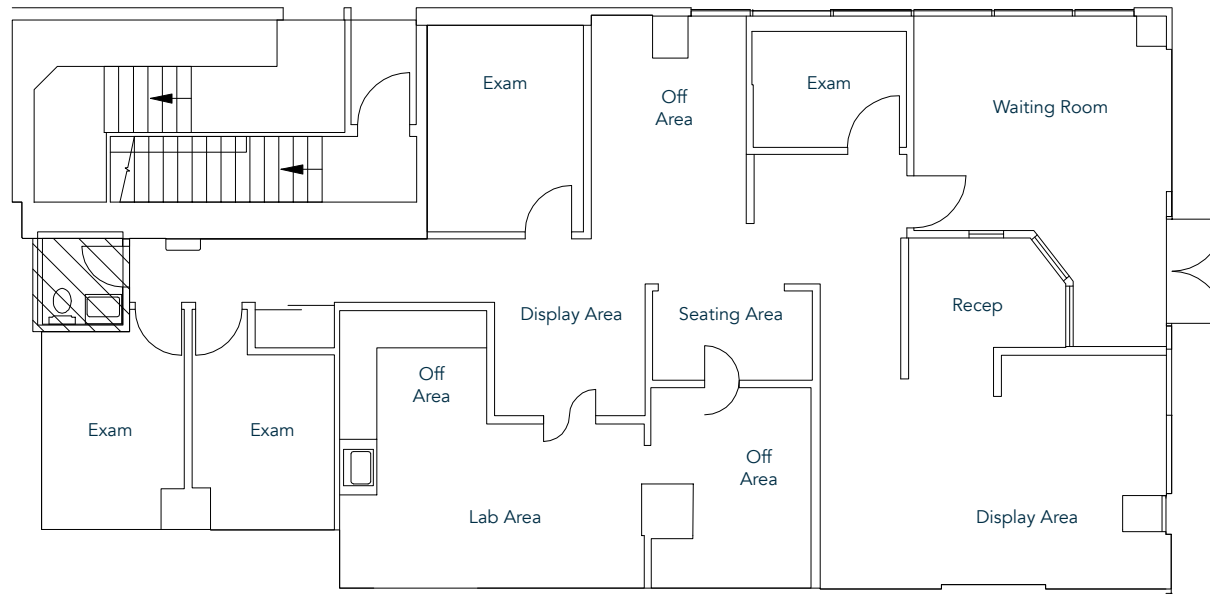 Exam
Off
Area
Exam
Waiting Room
Display Area
Seating Area
Recep
Off
Area
Exam
Exam
Off
Area
Lab Area
Display Area